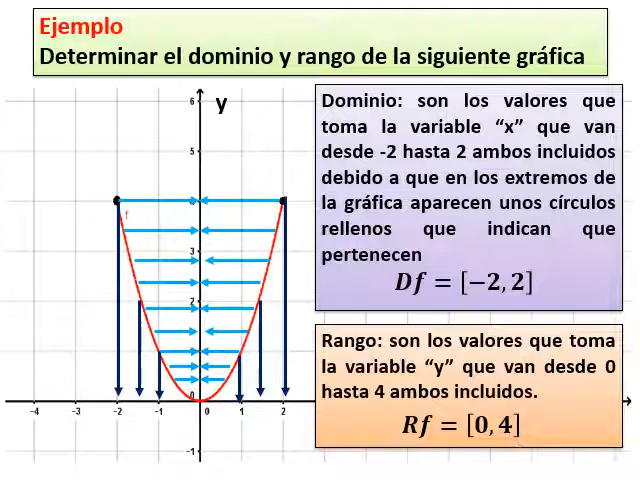 Ejemplo
Determinar el dominio y rango de la siguiente gráfica
y
6
5
f
3
2
0
-4
-3
-2
-1
0
1
2
-1
Dominio: son los valores que
toma la variable “x” que van
desde -2 hasta 2 ambos incluidos
debido a que en los extremos de
la gráfica aparecen unos círculos
rellenos que indican que
pertenecen
Df = [−2, 2]
Rango: son los valores que toma
la variable “y” que van desde 0
hasta 4 ambos incluidos.
Rf = [0, 4]